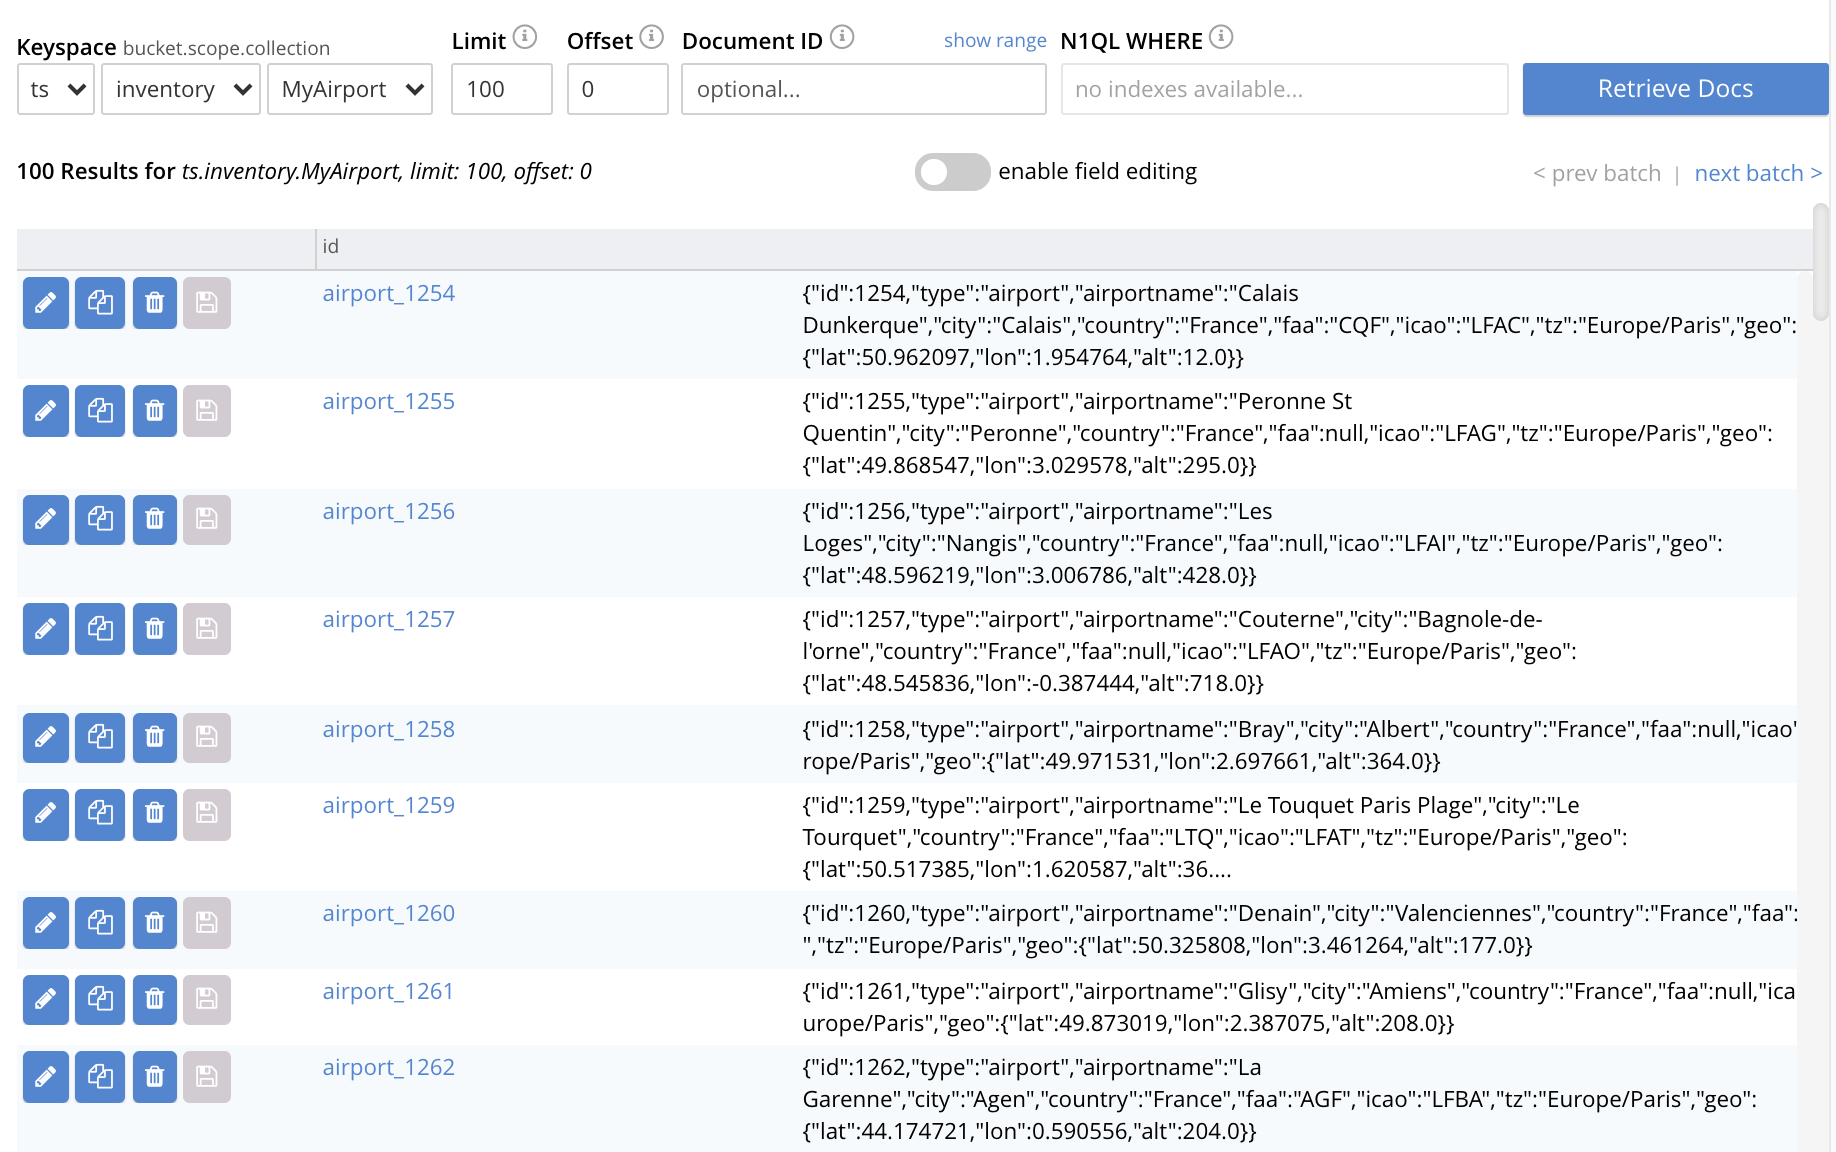 Keyspace bucket.scope.collection
Limit
Offset
Document ID
show range
N1QL WHERE
ts
inventory
MyAirport
100
0
optional...
no indexes available...
Retrieve Docs
100 Results for ts.inventory.MyAirport, limit: 100, offset: 0
enable field editing
< prev batch | next batch >
id
airport_1254
{"id":1254,"type":"airport","airportname":"Calais
Dunkerque","city":"Calais","country":"France","faa":"CQF","icao":"LFAC","tz":"Europe/Paris","geo":
{"lat":50.962097,"lon":1.954764,"alt":12.0}}
airport_1255
{"id":1255,"type":"airport","airportname":"Peronne St
Quentin","city":"Peronne","country":"France","faa":null,"icao":"LFAG","tz":"Europe/Paris","geo":
{"lat":49.868547,"lon":3.029578,"alt":295.0}}
airport_1256
{"id":1256,"type":"airport","airportname":"Les
Loges","city":"Nangis","country":"France","faa":null,"icao":"LFAI","tz":"Europe/Paris","geo":
{"lat":48.596219,"lon":3.006786,"alt":428.0}}
airport_1257
{"id":1257,"type":"airport","airportname":"Couterne","city":"Bagnole-de-
l'orne","country":"France","faa":null,"icao":"LFAO","tz":"Europe/Paris","geo":
{"lat":48.545836,"lon":-0.387444,"alt":718.0}}
airport_1258
{"id":1258,"type":"airport","airportname":"Bray","city":"Albert","country":"France","faa":null,"icao"
rope/Paris","geo":{"lat":49.971531,"lon":2.697661,"alt":364.0}}
airport_1259
{"id":1259,"type":"airport","airportname":"Le Touquet Paris Plage","city":"Le
Tourquet","country":"France","faa":"LTQ","icao":"LFAT","tz":"Europe/Paris","geo":
{"lat":50.517385,"lon":1.620587,"alt":36....
airport_1260
{"id":1260,"type":"airport","airportname":"Denain","city":"Valenciennes","country":"France","faa":
","tz":"Europe/Paris","geo":{"lat":50.325808,"lon":3.461264,"alt":177.0}}
airport_1261
{"id":1261,"type":"airport","airportname":"Glisy","city":"Amiens","country":"France","faa":null,"ica
urope/Paris","geo":{"lat":49.873019,"lon":2.387075,"alt":208.0}}
airport_1262
{"id":1262,"type":"airport","airportname":"La
Garenne","city":"Agen","country":"France","faa":"AGF","icao":"LFBA","tz":"Europe/Paris","geo":
{"lat":44.174721,"lon":0.590556,"alt":204.0}}